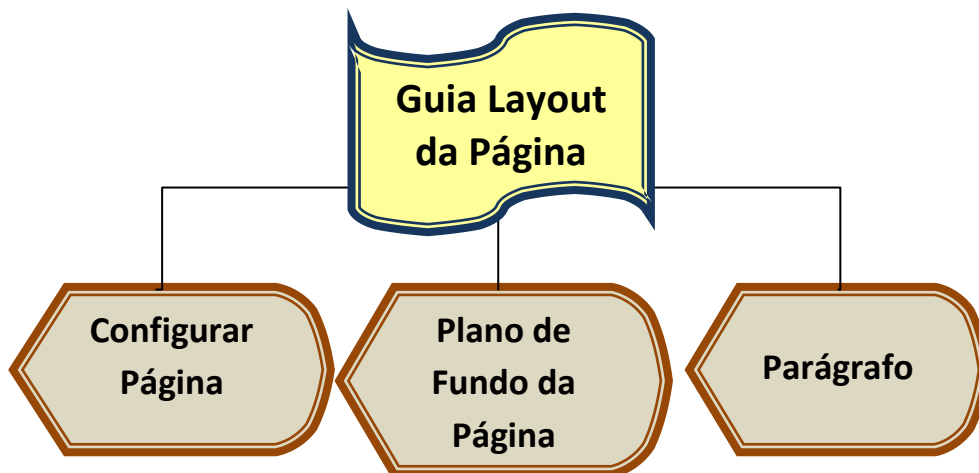 Guia Layout
da Página
Configurar
Página
Plano de
Fundo da
Página
Parágrafo